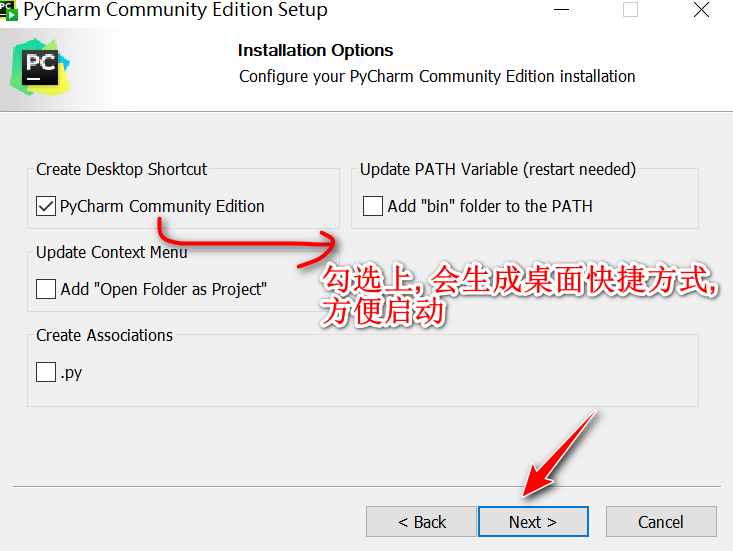 PyCharm Community Edition Setup
PC
Installation Options
Configure your PyCharm Community Edition installation
Create Desktop Shortcut
PyCharm Community Edition
Update PATH Variable (restart needed)
Add "bin" folder to the PATH
Update Context Menu
Add "Open Folder as Project"
勾选上, 会生成桌面快捷方式,
方便启动
Create Associations
.py
< Back
Next >
Cancel